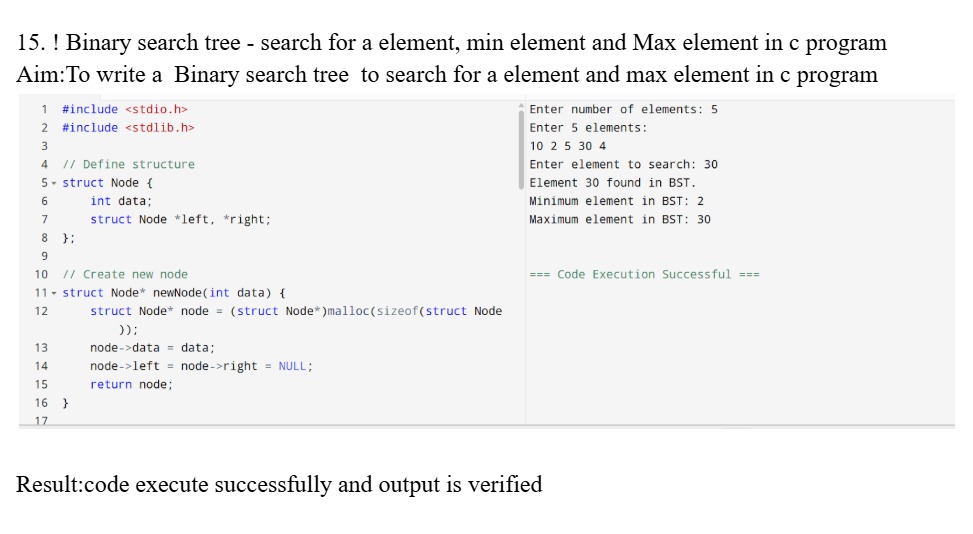 15. ! Binary search tree - search for a element, min element and Max element in c program
Aim:To write a Binary search tree to search for a element and max element in c program
1 #include <stdio.h>
2 #include <stdlib.h>
3
4 // Define structure
5 struct Node {
6 int data;
7 struct Node *left, *right;
8 };
9
10 // Create new node
11 struct Node* newNode(int data) {
12 struct Node* node = (struct Node*)malloc(sizeof(struct Node
));
13 node->data = data;
14 node->left = node->right = NULL;
15 return node;
16 }
17
Enter number of elements: 5
Enter 5 elements:
10 2 5 30 4
Enter element to search: 30
Element 30 found in BST.
Minimum element in BST: 2
Maximum element in BST: 30
=== Code Execution Successful ===
Result:code execute successfully and output is verified